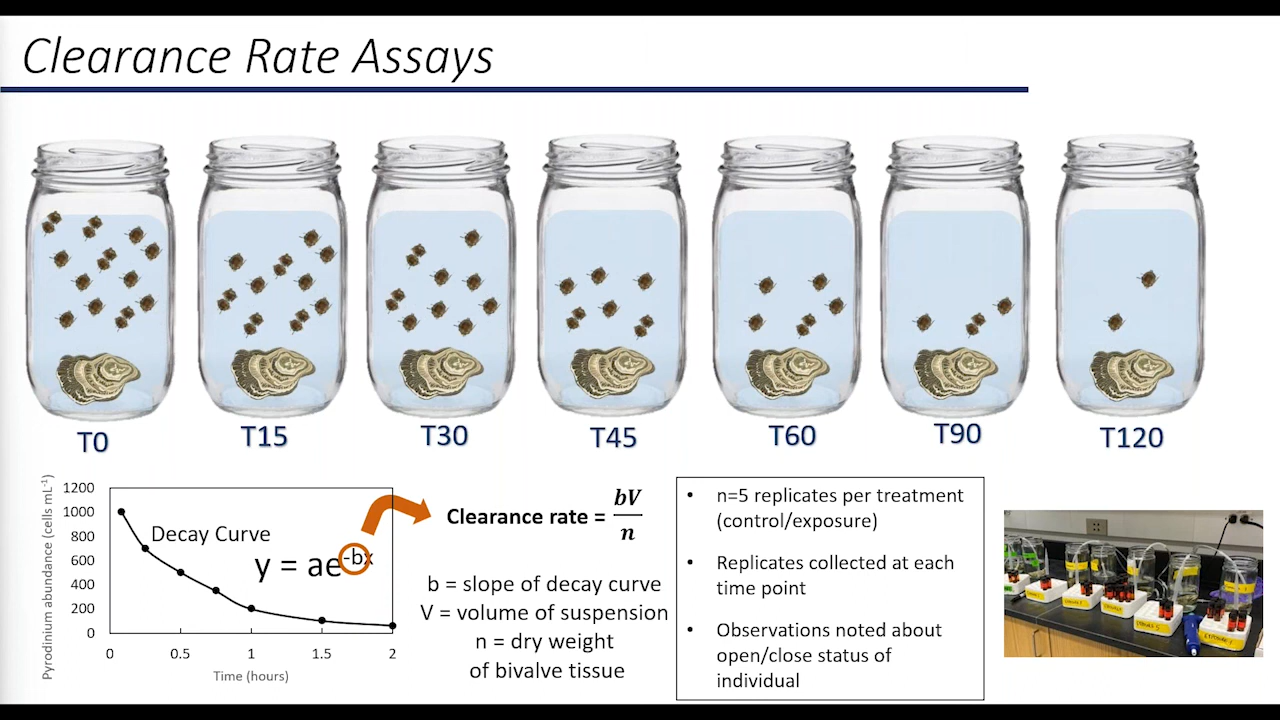 Clearance Rate Assays
T0
T15
T30
T45
T60
T90
T120
Pyrodinium abundance (cells mL⁻¹)
1200
1000
800
600
400
200
0
0
0.5
1
1.5
2
Time (hours)
Decay Curve
y = ae^-bx
Clearance rate = bV/n
b = slope of decay curve
V = volume of suspension
n = dry weight
of bivalve tissue
• n=5 replicates per treatment
(control/exposure)
• Replicates collected at each
time point
• Observations noted about
open/close status of
individual